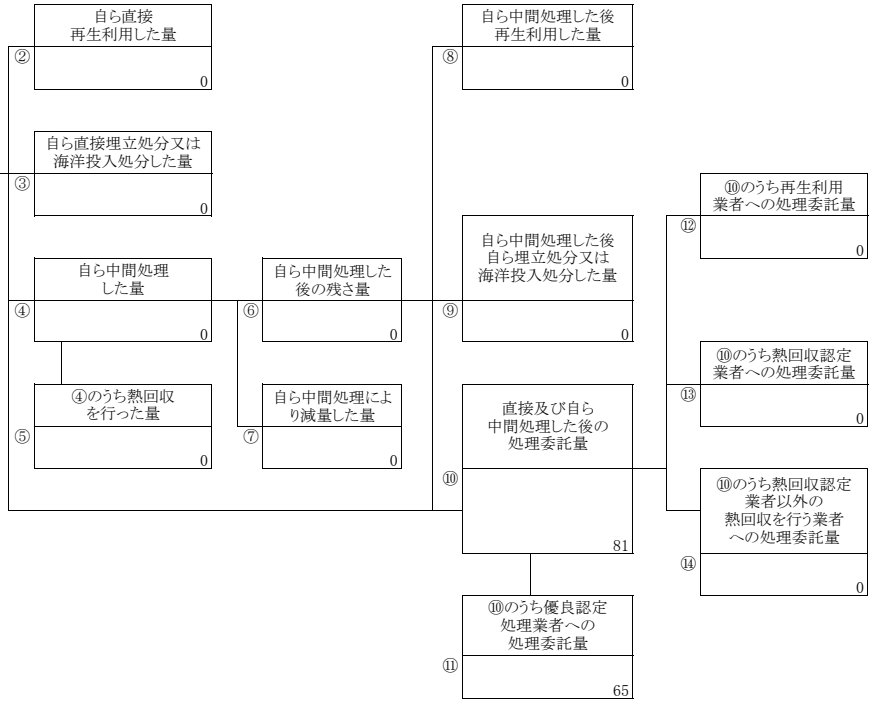 自ら直接
再生利用した量
②
0
自ら直接埋立処分又は
海洋投入処分した量
③
0
自ら中間処理
した量
④
0
④のうち熱回収
を行った量
⑤
0
自ら中間処理した
後の残さ量
⑥
0
自ら中間処理によ
り減量した量
⑦
0
自ら中間処理した後
再生利用した量
⑧
0
自ら中間処理した後
自ら埋立処分又は
海洋投入処分した量
⑨
0
直接及び自ら
中間処理した後の
処理委託量
⑩
81
⑩のうち優良認定
処理業者への
処理委託量
⑪
65
⑩のうち再生利用
業者への処理委託量
⑫
0
⑩のうち熱回収認定
業者への処理委託量
⑬
0
⑩のうち熱回収認定
業者以外の
熱回収を行う業者
への処理委託量
⑭
0